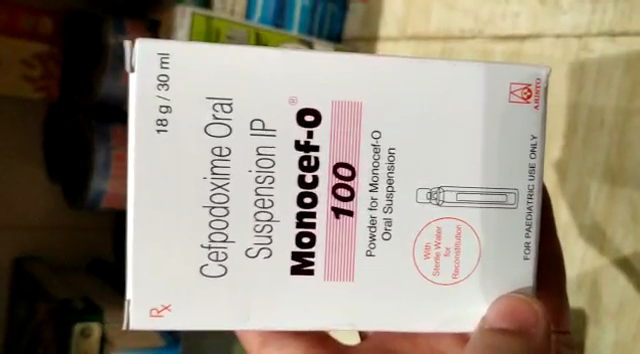 18 g / 30 ml
Rx
Cefpodoxime Oral
Suspension IP
Monocef-O®
100
Powder for Monocef-O
Oral Suspension
With
Sterile Water
for
Reconstitution
ARISTO
FOR PAEDIATRIC USE ONLY